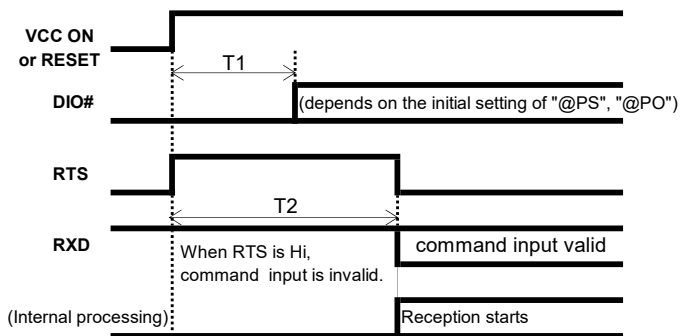 VCC ON
or RESET
T1
DIO#
(depends on the initial setting of "@PS", "@PO")
RTS
T2
RXD
When RTS is Hi,
command input is invalid.
command input valid
(Internal processing)
Reception starts